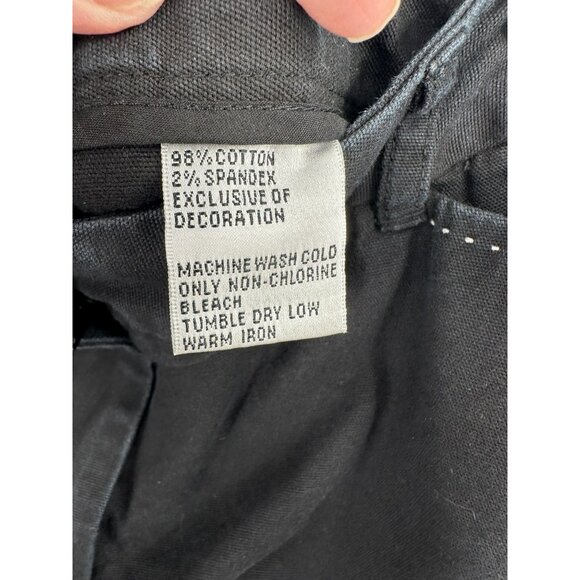 98% COTTON
2% SPANDEX
EXCLUSIVE OF
DECORATION
MACHINE WASH COLD
ONLY NON-CHLORINE
BLEACH
TUMBLE DRY LOW
WARM IRON